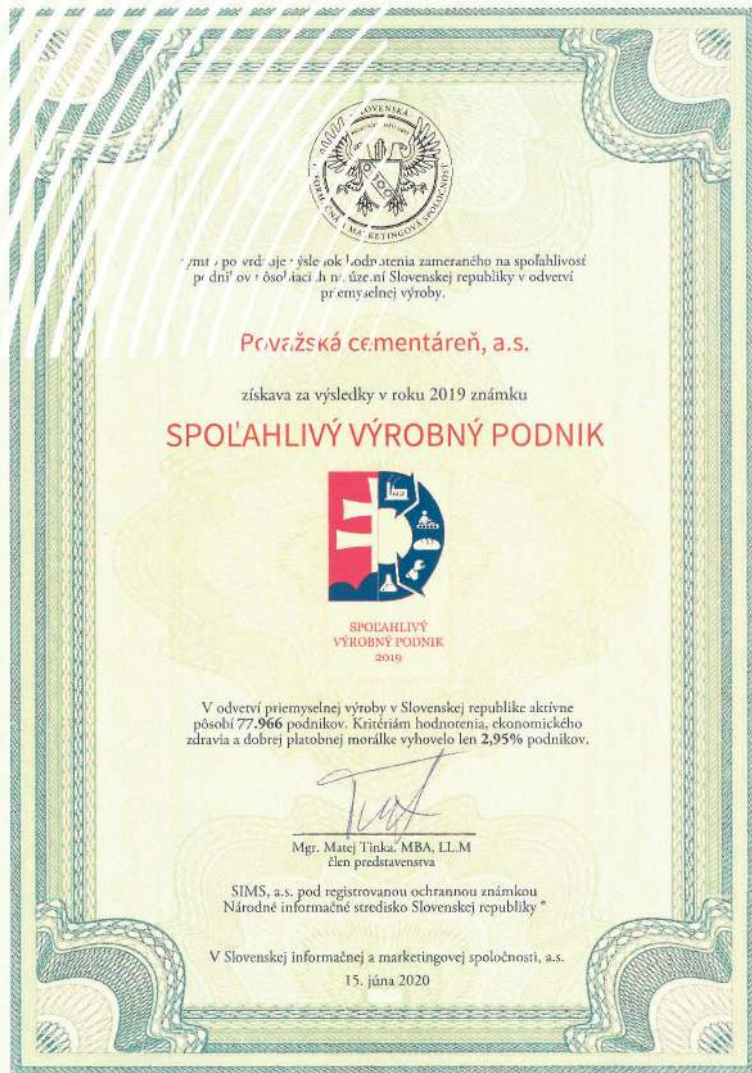 SLOVENSKÁ INFORMAČNÁ A MARKETINGOVÁ SPOLOČNOSŤ
hodnotenia zameraného na spoľahlivosť
Slovenskej republiky v odvetví
priemyselnej výroby.
Považská cementáreň, a.s.
získava za výsledky v roku 2019 známku
SPOĽAHLIVÝ VÝROBNÝ PODNIK
SPOĽAHLIVÝ
VÝROBNÝ PODNIK
2019
V odvetví priemyselnej výroby v Slovenskej republike aktívne
pôsobí 77.966 podnikov. Kritériám hodnotenia, ekonomického
zdravia a dobrej platobnej morálke vyhovelo len 2,95% podnikov.
Mgr. Matej Tinka, MBA, LL.M
člen predstavenstva
SIMS, a.s. pod registrovanou ochrannou známkou
Národné informačné stredisko Slovenskej republiky ®
V Slovenskej informačnej a marketingovej spoločnosti, a.s.
15. júna 2020